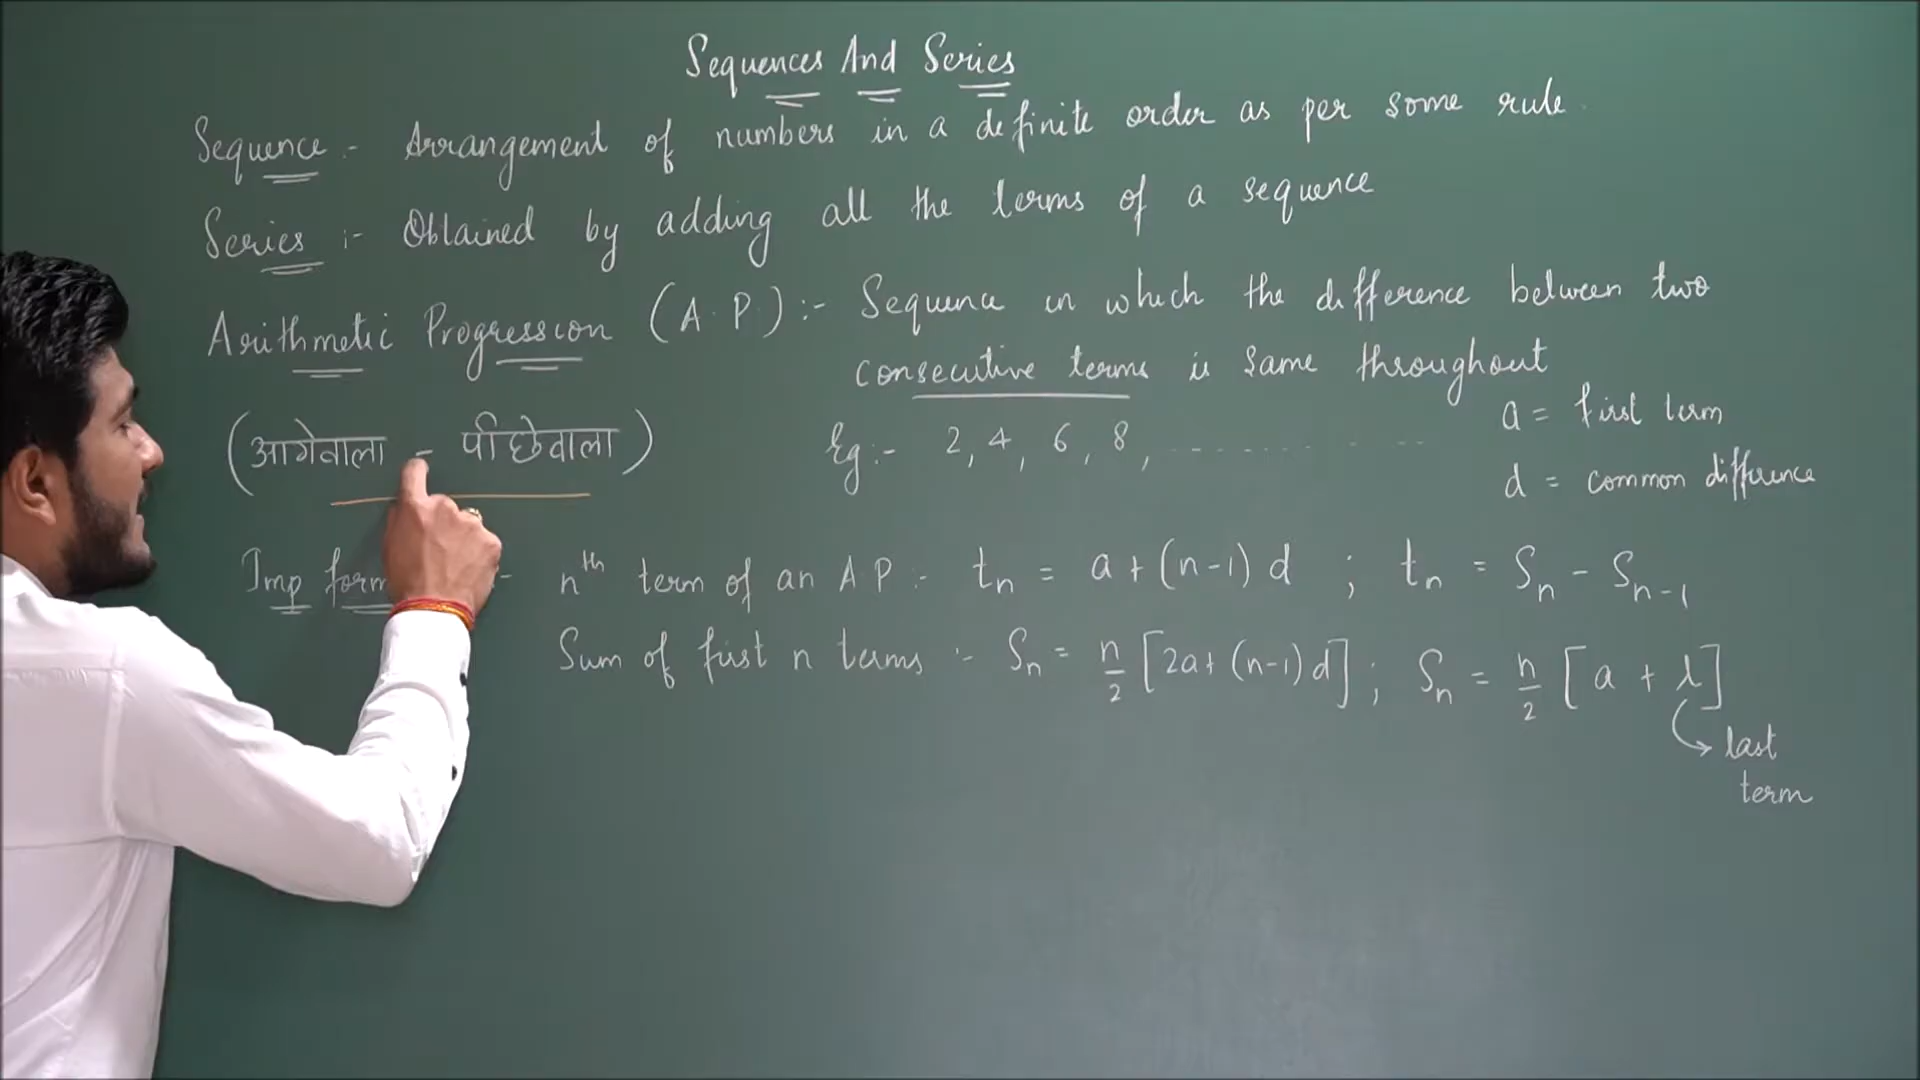 Sequences And Series
Sequence :- Arrangement of numbers in a definite order as per some rule.
Series :- Obtained by adding all the terms of a sequence
Arithmetic Progression (A.P.) :- Sequence in which the difference between two
consecutive terms is same throughout
(आगेवाला - पीछेवाला)
Eg :- 2, 4, 6, 8, ..........
a = first term
d = common difference
Imp form :- nth term of an AP :- tn = a + (n-1) d ; tn = Sn - Sn-1
Sum of first n terms :- Sn = n/2 [2a + (n-1) d] ; Sn = n/2 [a + l]
last
term